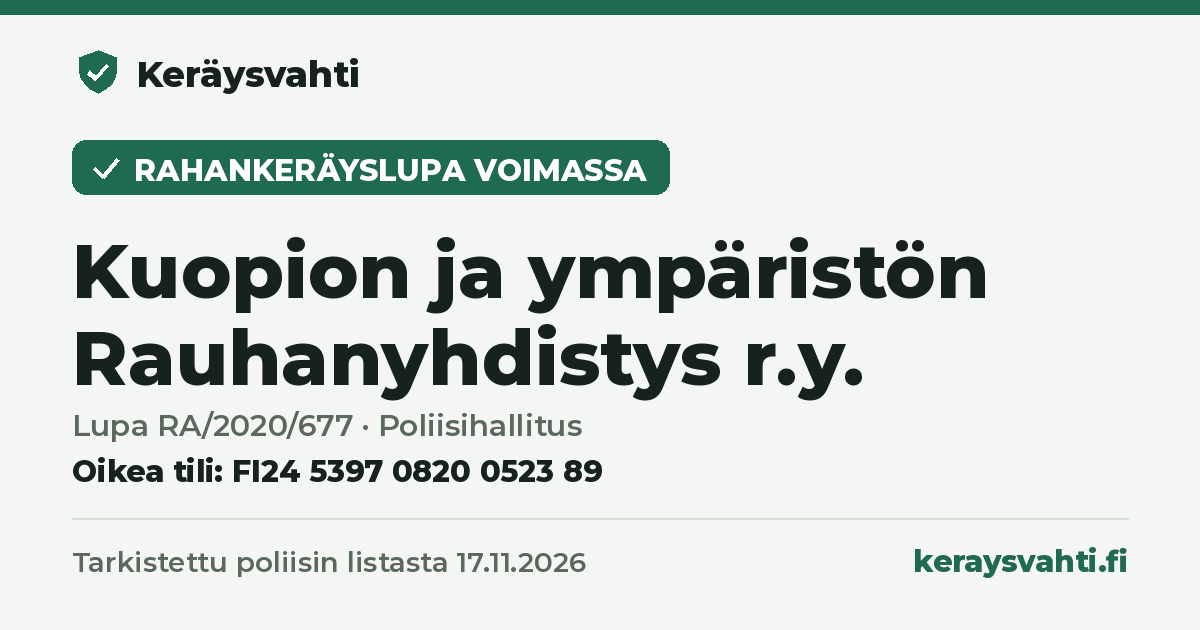 Keräysvahti
RAHANKERÄYSLUPA VOIMASSA
Kuopion ja ympäristön
Rauhanyhdistys r.y.
Lupa RA/2020/677 · Poliisihallitus
Oikea tili: FI24 5397 0820 0523 89
Tarkistettu poliisin listasta 17.11.2026
keraysvahti.fi